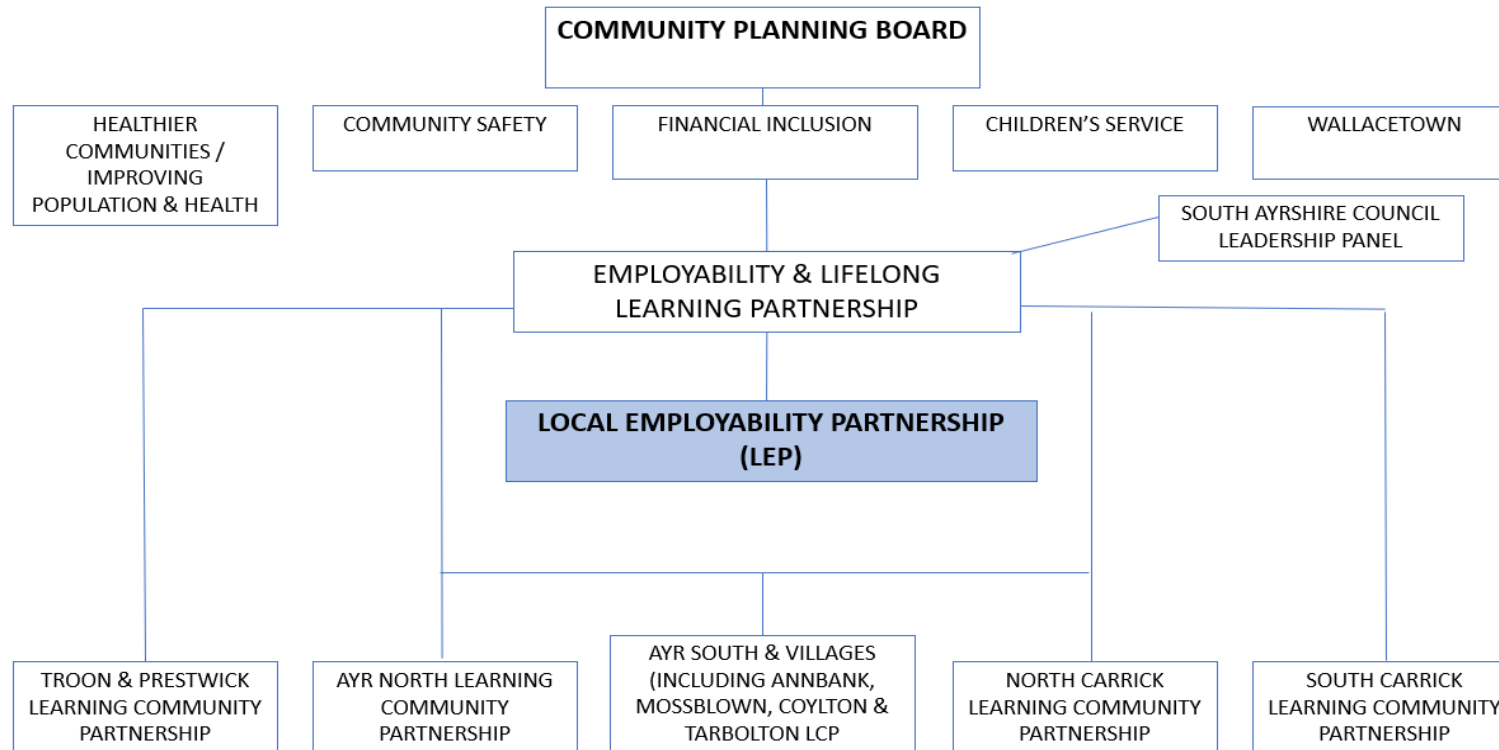 COMMUNITY PLANNING BOARD
HEALTHIER
COMMUNITIES /
IMPROVING
POPULATION & HEALTH
COMMUNITY SAFETY
FINANCIAL INCLUSION
CHILDREN'S SERVICE
WALLACETOWN
SOUTH AYRSHIRE COUNCIL
LEADERSHIP PANEL
EMPLOYABILITY & LIFELONG
LEARNING PARTNERSHIP
LOCAL EMPLOYABILITY PARTNERSHIP
(LEP)
TROON & PRESTWICK
LEARNING COMMUNITY
PARTNERSHIP
AYR NORTH LEARNING
COMMUNITY
PARTNERSHIP
AYR SOUTH & VILLAGES
(INCLUDING ANNBANK,
MOSSBLOWN, COYLTON &
TARBOLTON LCP
NORTH CARRICK
LEARNING COMMUNITY
PARTNERSHIP
SOUTH CARRICK
LEARNING COMMUNITY
PARTNERSHIP